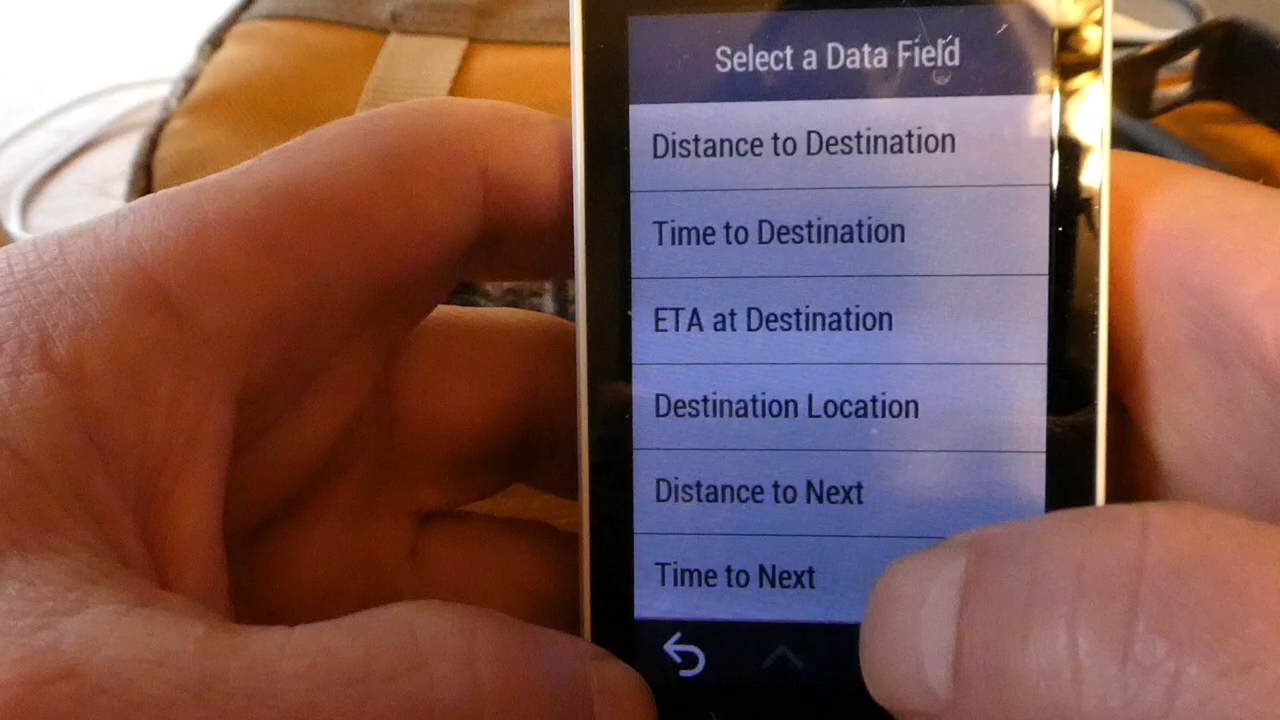 Select a Data Field
Distance to Destination
Time to Destination
ETA at Destination
Destination Location
Distance to Next
Time to Next